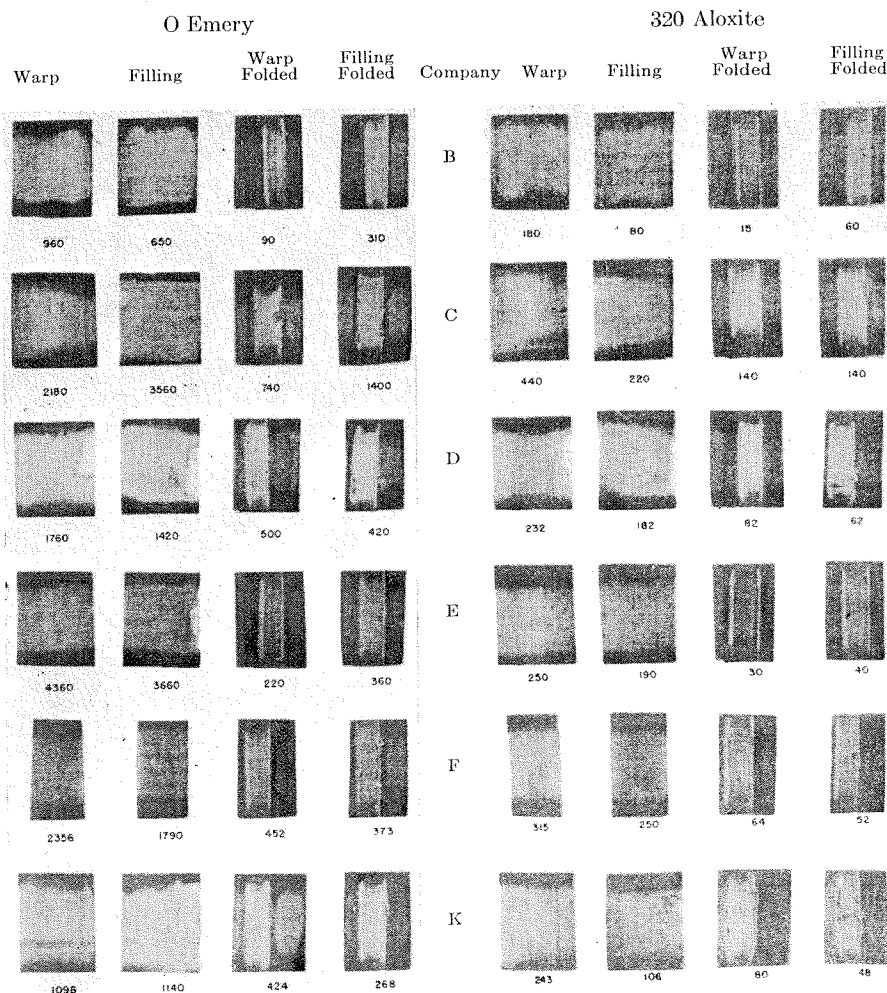 O Emery 320 Aloxite
Warp Filling Warp Folded Filling Folded Company Warp Filling Warp Folded Filling Folded
B
960 650 90 310 180 80 15 60
C
2180 3560 740 1400 440 220 140 140
D
1760 1420 500 420 232 182 82 62
E
4360 3660 220 360 250 190 30 40
F
2356 1790 452 373 315 250 64 52
K
1098 1140 424 268 243 106 80 48